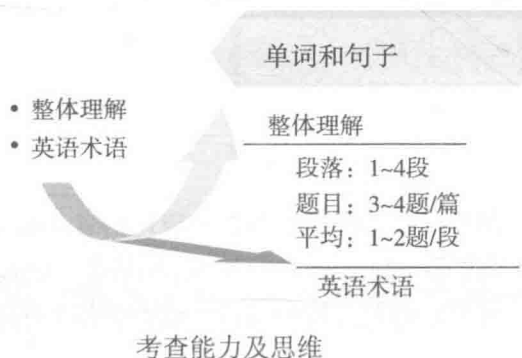 单词和句子
• 整体理解
• 英语术语
整体理解
段落：1~4段
题目：3~4题/篇
平均：1~2题/段
英语术语
考查能力及思维